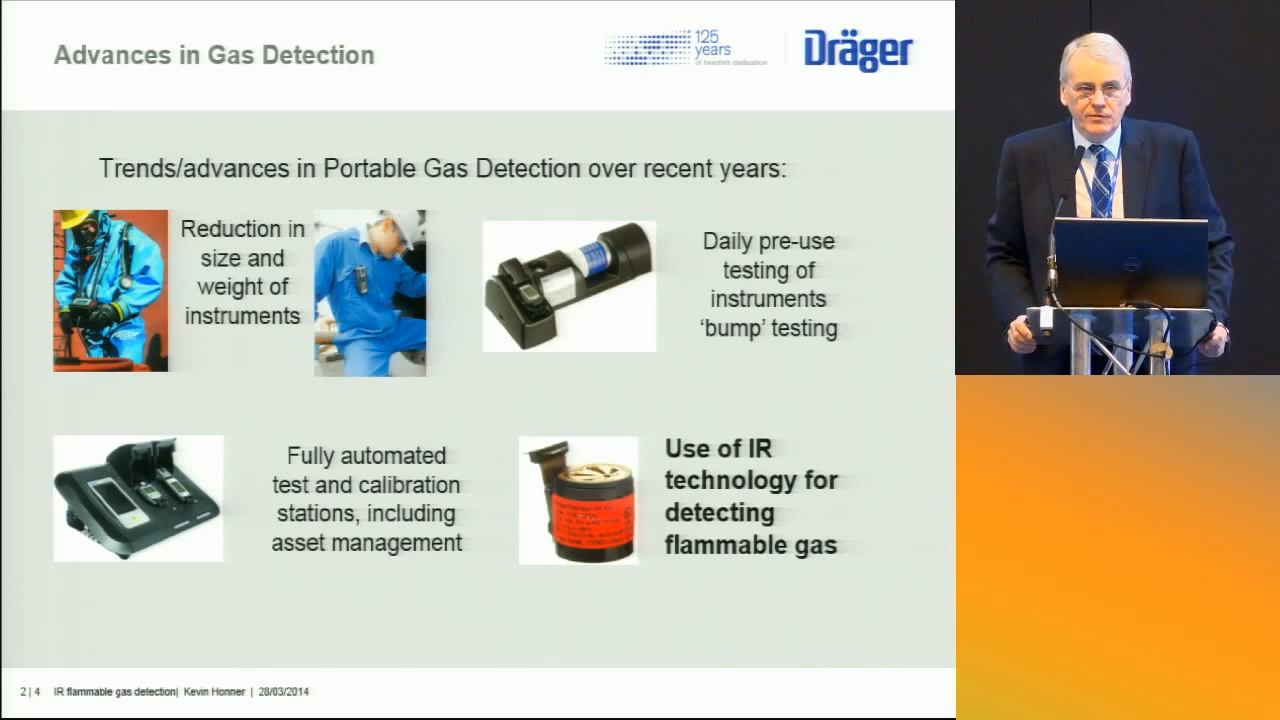 Advances in Gas Detection
125
years
of heartfelt dedication
Dräger
Trends/advances in Portable Gas Detection over recent years:
Reduction in
size and
weight of
instruments
Daily pre-use
testing of
instruments
‘bump’ testing
Fully automated
test and calibration
stations, including
asset management
Use of IR
technology for
detecting
flammable gas
2 | 4 IR flammable gas detection| Kevin Honner | 28/03/2014